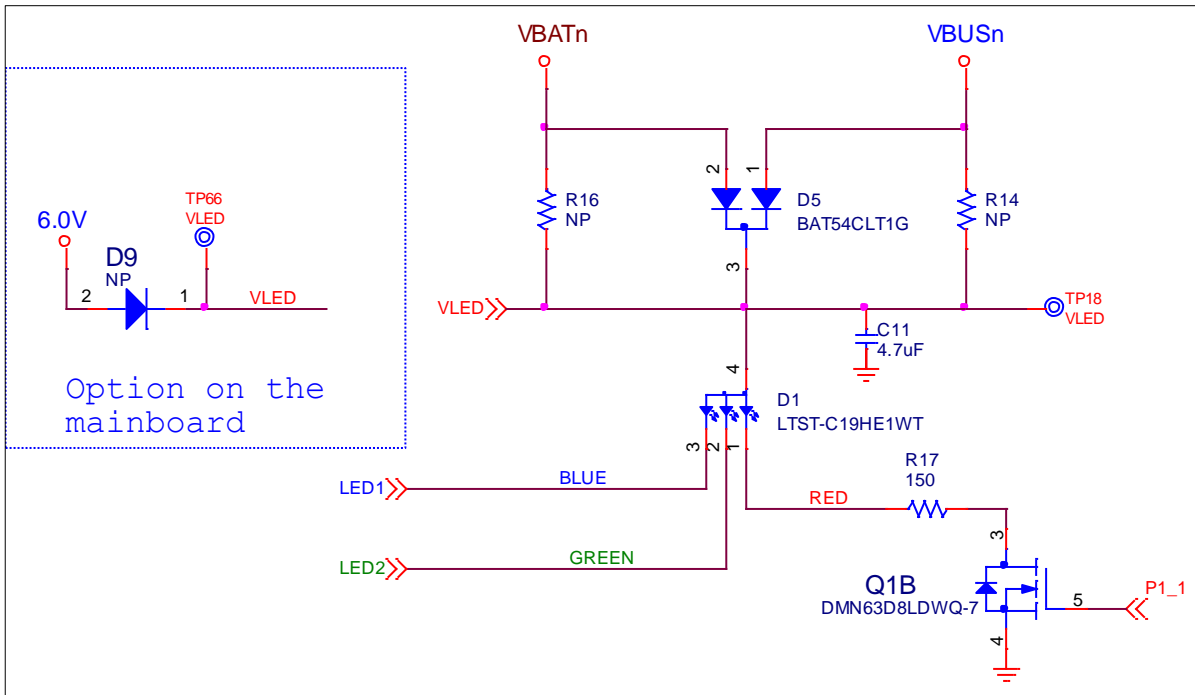 VBATn
VBUSn
2
1
R16
NP
D5
BAT54CLT1G
R14
NP
TP66
VLED
6.0V
D9
NP
3
2
1
VLED
VLED
TP18
VLED
C11
4.7uF
4
Option on the
mainboard
D1
LTST-C19HE1WT
3
2
1
R17
150
LED1
BLUE
RED
3
LED2
GREEN
Q1B
DMN63D8LDWQ-7
5
P1_1
4